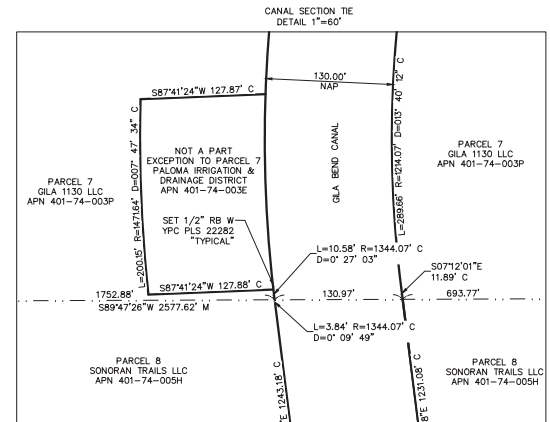 CANAL SECTION TIE
DETAIL 1"=60'
130.00'
NAP
S87°41'24"W 127.87' C
L=200.15' R=1471.64' D=007° 47' 34" C
NOT A PART
EXCEPTION TO PARCEL 7
PALOMA IRRIGATION &
DRAINAGE DISTRICT
APN 401-74-003E
GILA BEND CANAL
L=289.66' R=1214.07' D=013° 40' 12" C
PARCEL 7
GILA 1130 LLC
APN 401-74-003P
PARCEL 7
GILA 1130 LLC
APN 401-74-003P
SET 1/2" RB W
YPC PLS 22282
"TYPICAL"
L=10.58' R=1344.07' C
D=0° 27' 03"
S07°12'01"E
11.89' C
S87°41'24"W 127.88' C
1752.88'
130.97'
693.77'
S89°47'26"W 2577.62' M
L=3.84' R=1344.07' C
D=0° 09' 49"
PARCEL 8
SONORAN TRAILS LLC
APN 401-74-005H
"E 1243.18' C
8"E 1231.08' C
PARCEL 8
SONORAN TRAILS LLC
APN 401-74-005H